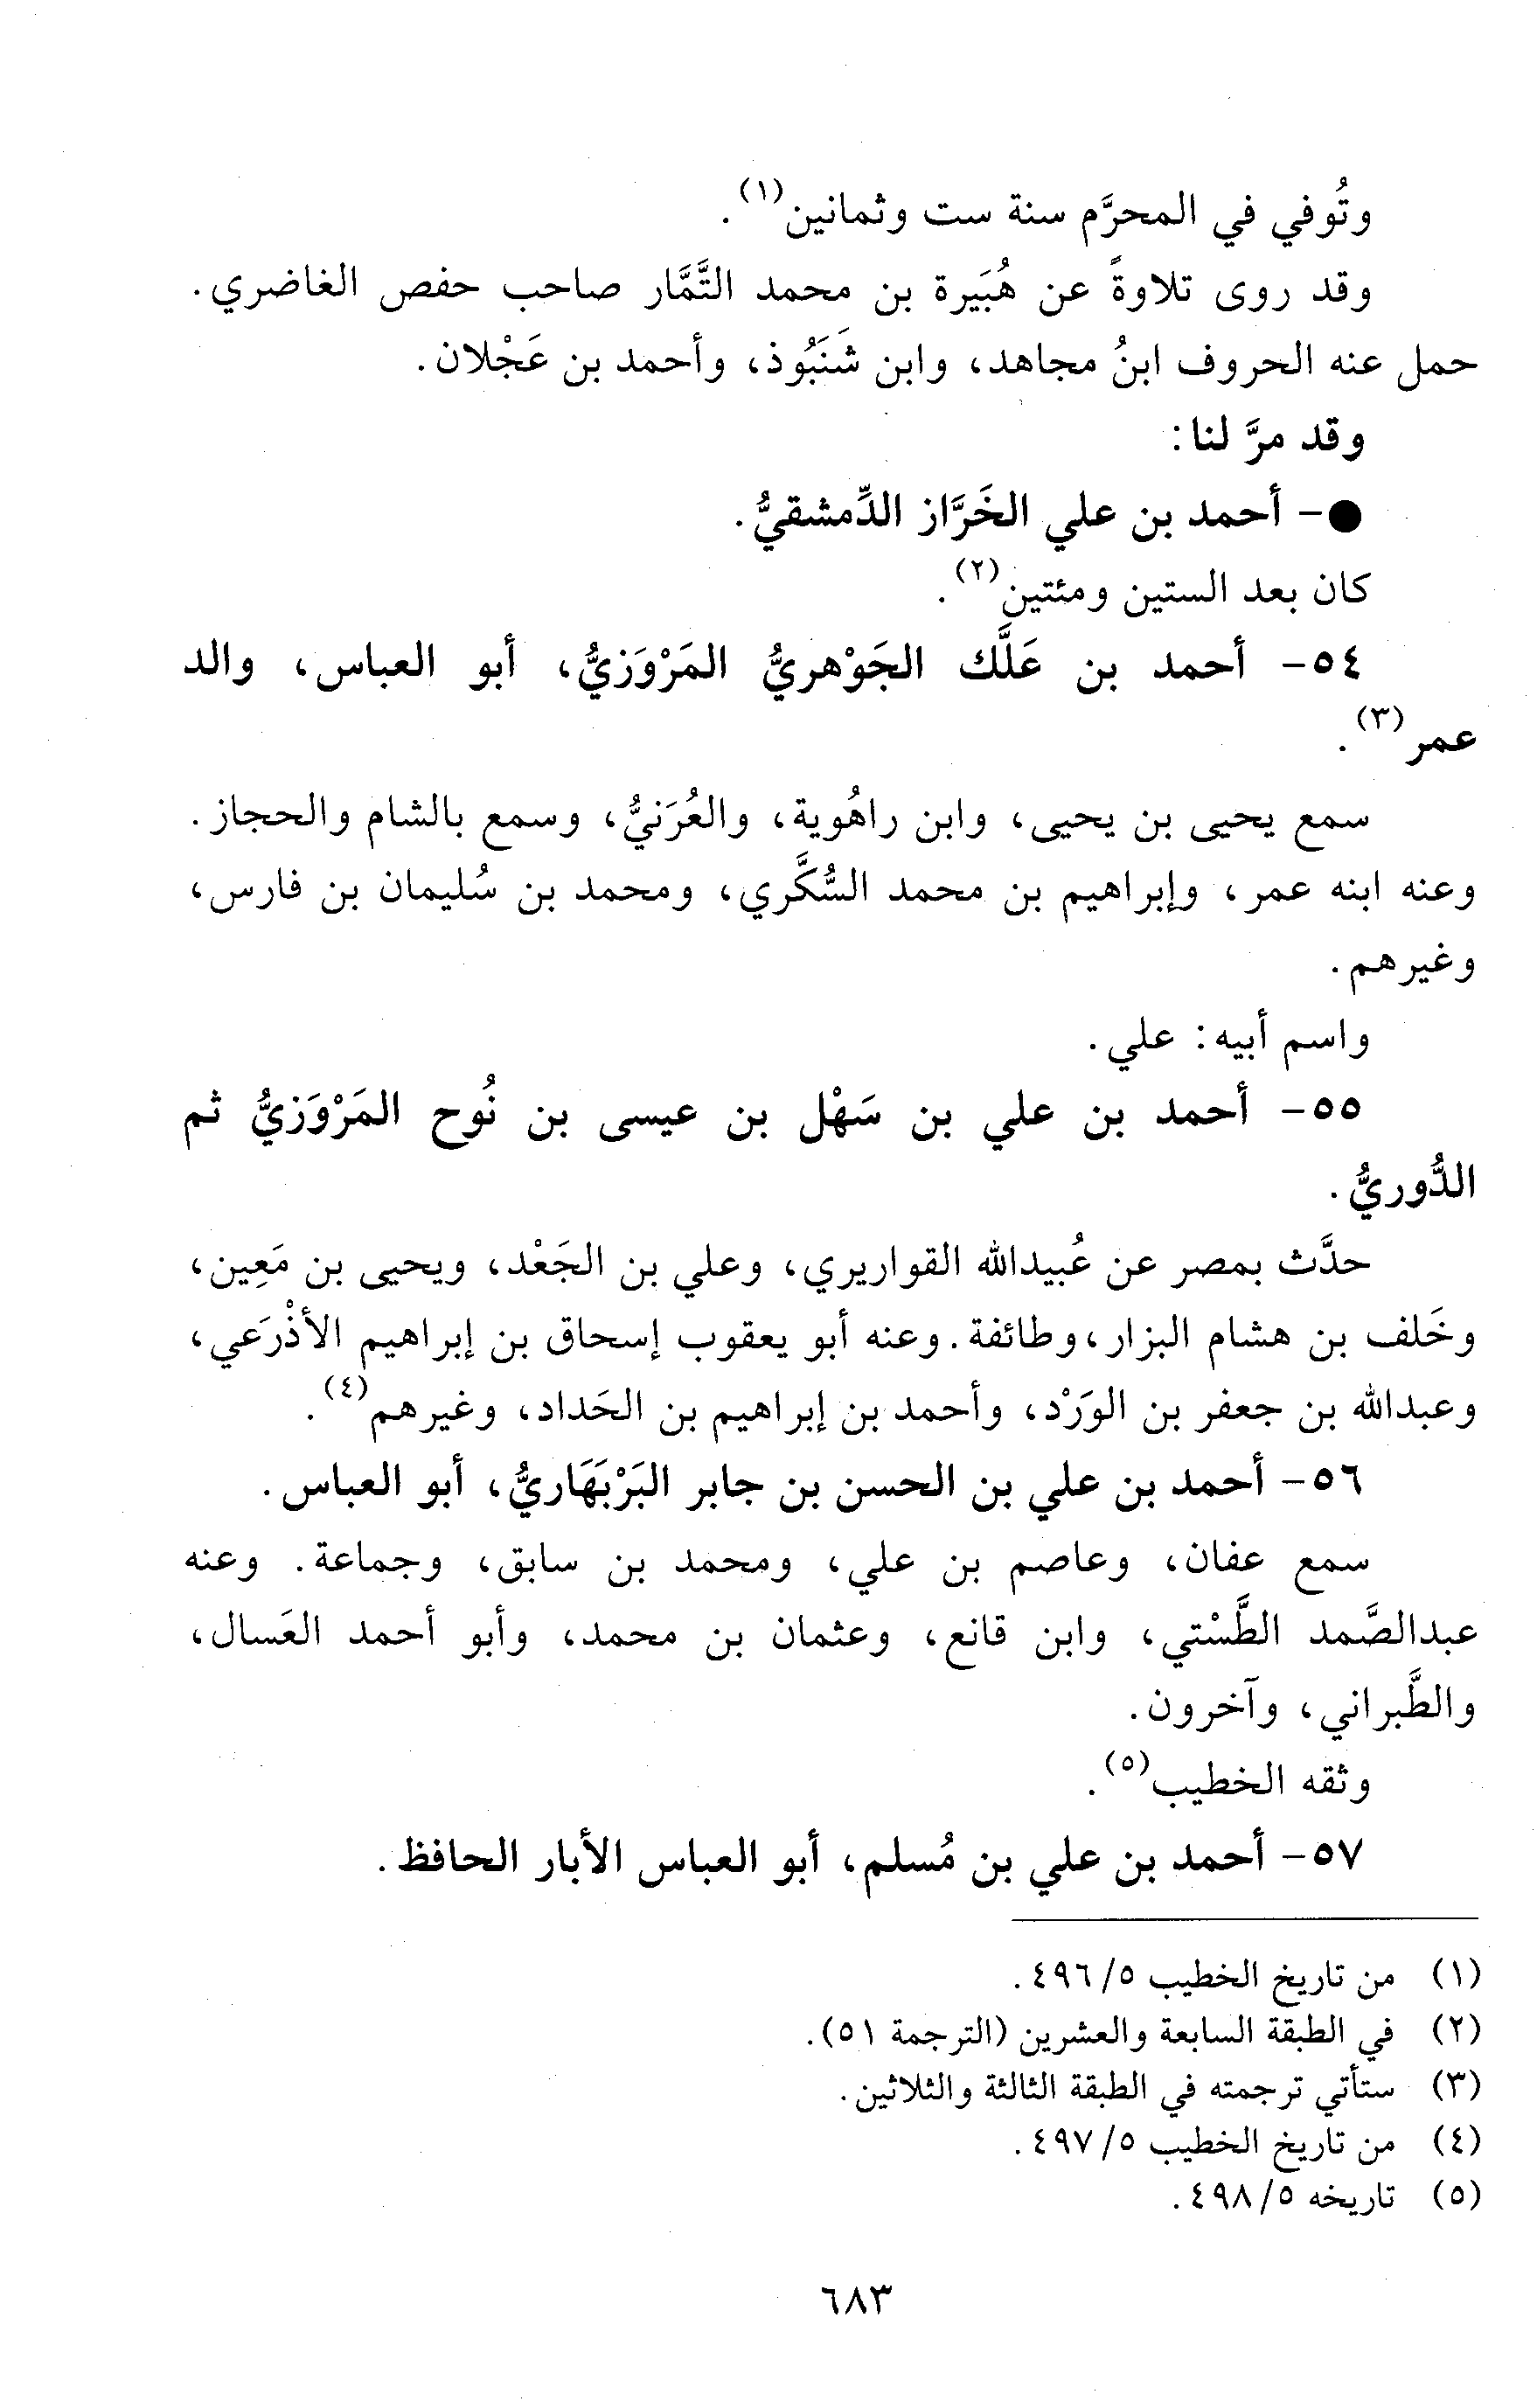 وتُوفي في المحرَّم سنة ست وثمانين(١).
وقد روى تلاوةً عن هُبَيرة بن محمد التَّمَّار صاحب حفص الغاضري.
حمل عنه الحروف ابنُ مجاهد، وابن شَنَبُوذ، وأحمد بن عَجْلان.
وقد مرَّ لنا:
●- أحمد بن علي الخَرَّاز الدِّمشقيُّ.
كان بعد الستين ومئتين(٢).
٥٤- أحمد بن عَلَّك الجَوْهريُّ المَرْوَزيُّ، أبو العباس، والد
عمر(٣).
سمع يحيى بن يحيى، وابن راهُوية، والعُرَنيُّ، وسمع بالشام والحجاز.
وعنه ابنه عمر، وإبراهيم بن محمد السُّكَّري، ومحمد بن سُليمان بن فارس،
وغيرهم.
واسم أبيه: علي.
٥٥- أحمد بن علي بن سَهْل بن عيسى بن نُوح المَرْوَزيُّ ثم
الدُّوريُّ.
حدَّث بمصر عن عُبيدالله القواريري، وعلي بن الجَعْد، ويحيى بن مَعِين،
وخَلف بن هشام البزار، وطائفة. وعنه أبو يعقوب إسحاق بن إبراهيم الأذْرَعي،
وعبدالله بن جعفر بن الوَرْد، وأحمد بن إبراهيم بن الحَداد، وغيرهم(٤).
٥٦- أحمد بن علي بن الحسن بن جابر البَرْبَهَاريُّ، أبو العباس.
سمع عفان، وعاصم بن علي، ومحمد بن سابق، وجماعة. وعنه
عبدالصَّمد الطَّسْتي، وابن قانع، وعثمان بن محمد، وأبو أحمد العَسال،
والطَّبراني، وآخرون.
وثقه الخطيب(٥).
٥٧- أحمد بن علي بن مُسلم، أبو العباس الأبار الحافظ.
(١) من تاريخ الخطيب ٥/ ٤٩٦.
(٢) في الطبقة السابعة والعشرين (الترجمة ٥١).
(٣) ستأتي ترجمته في الطبقة الثالثة والثلاثين.
(٤) من تاريخ الخطيب ٥/ ٤٩٧.
(٥) تاريخه ٥/ ٤٩٨.
٦٨٣